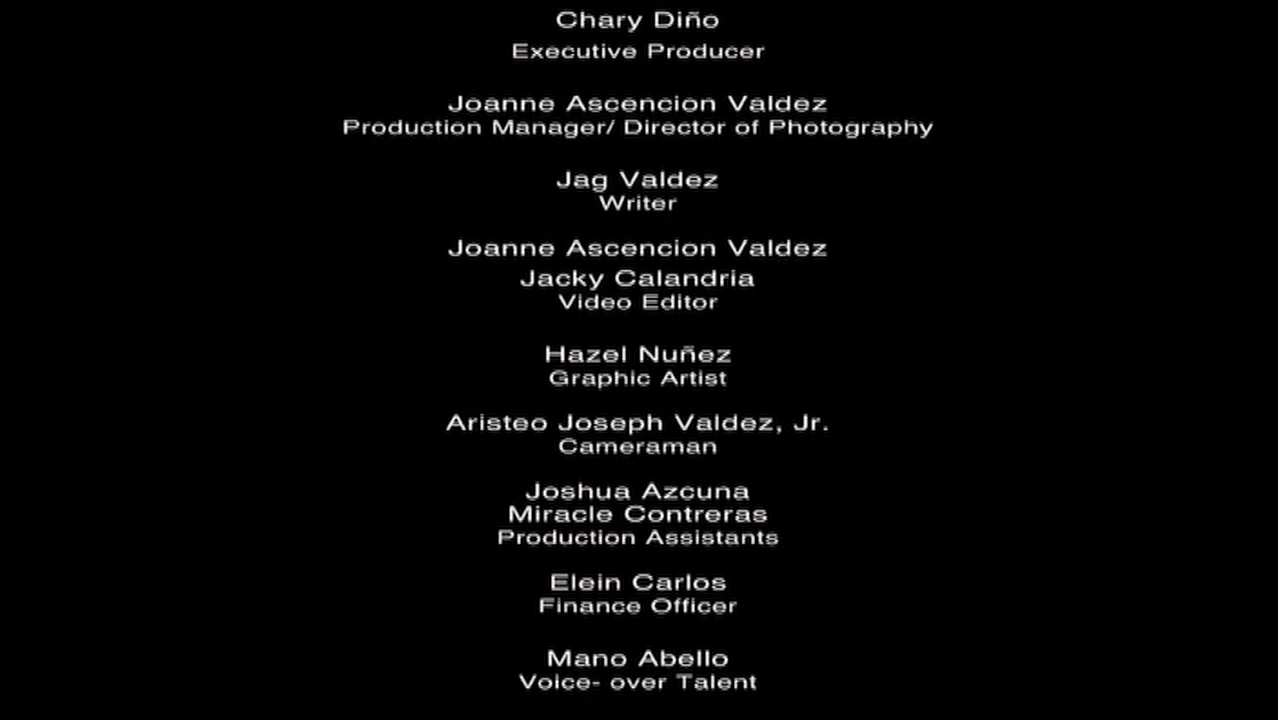 Chary Diño
Executive Producer
Joanne Ascencion Valdez
Production Manager/ Director of Photography
Jag Valdez
Writer
Joanne Ascencion Valdez
Jacky Calandria
Video Editor
Hazel Nuñez
Graphic Artist
Aristeo Joseph Valdez, Jr.
Cameraman
Joshua Azcuna
Miracle Contreras
Production Assistants
Elein Carlos
Finance Officer
Mano Abello
Voice- over Talent